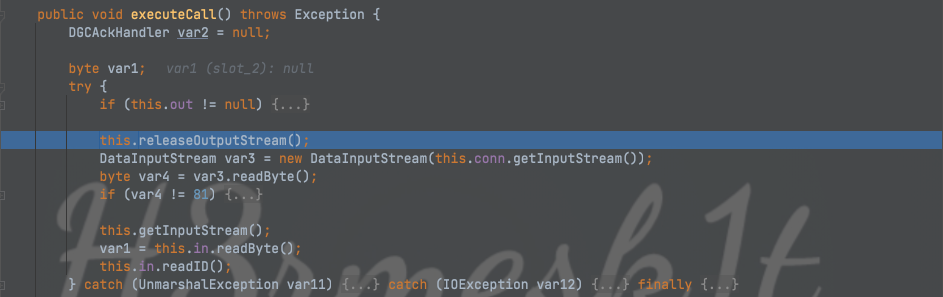 public void executeCall() throws Exception {
DGCAckHandler var2 = null;
byte var1;   var1 (slot_2): null
try {
if (this.out != null) {...}
this.releaseOutputStream();
DataInputStream var3 = new DataInputStream(this.conn.getInputStream());
byte var4 = var3.readByte();
if (var4 != 81) {...}
this.getInputStream();
var1 = this.in.readByte();
this.in.readID();
} catch (UnmarshalException var11) {...} catch (IOException var12) {...} finally {...}
H3rmesk1t